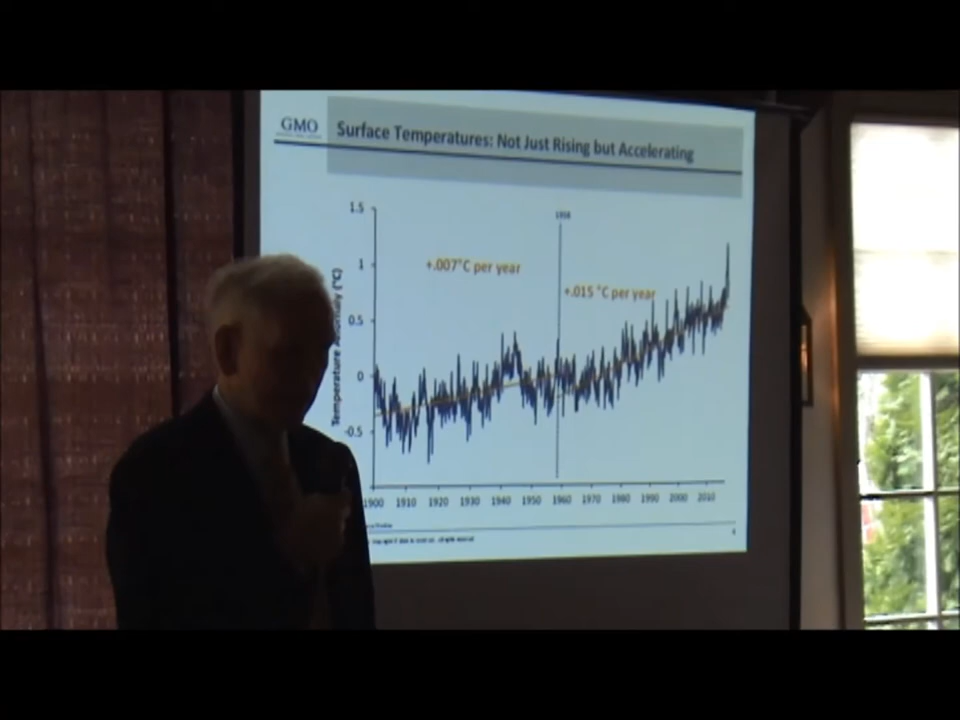 GMO
Surface Temperatures: Not Just Rising but Accelerating
1.5
1958
+.007°C per year
1
+.015 °C per year
0.5
0
-0.5
Temperature Anomaly (°C)
1900 1910 1920 1930 1940 1950 1960 1970 1980 1990 2000 2010